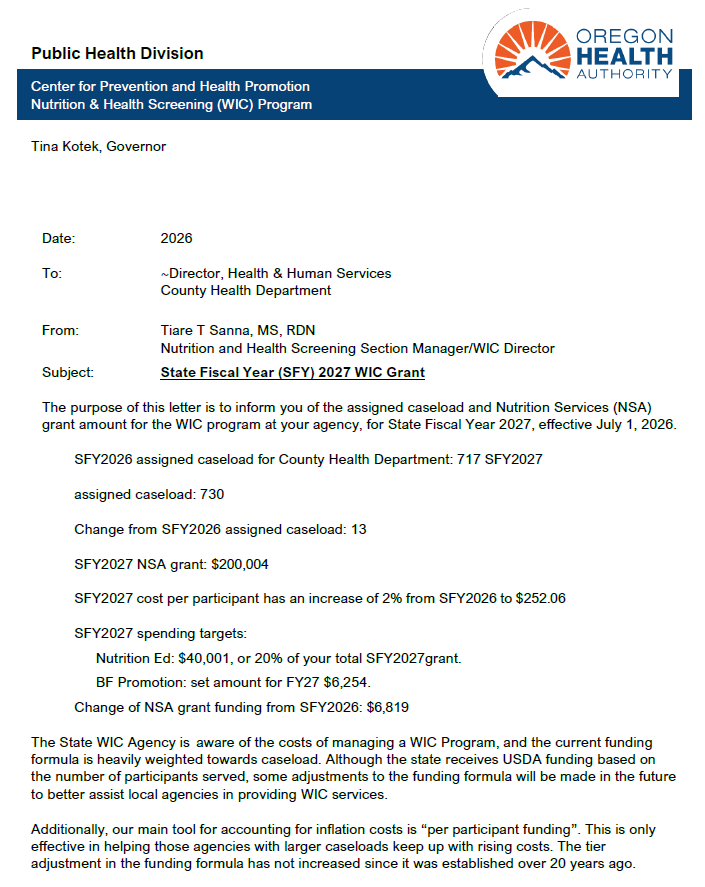 Public Health Division
OREGON
HEALTH
AUTHORITY
Center for Prevention and Health Promotion
Nutrition & Health Screening (WIC) Program
Tina Kotek, Governor
Date: 2026
To: ~Director, Health & Human Services
County Health Department
From: Tiare T Sanna, MS, RDN
Nutrition and Health Screening Section Manager/WIC Director
Subject: State Fiscal Year (SFY) 2027 WIC Grant
The purpose of this letter is to inform you of the assigned caseload and Nutrition Services (NSA)
grant amount for the WIC program at your agency, for State Fiscal Year 2027, effective July 1, 2026.
SFY2026 assigned caseload for County Health Department: 717 SFY2027
assigned caseload: 730
Change from SFY2026 assigned caseload: 13
SFY2027 NSA grant: $200,004
SFY2027 cost per participant has an increase of 2% from SFY2026 to $252.06
SFY2027 spending targets:
Nutrition Ed: $40,001, or 20% of your total SFY2027grant.
BF Promotion: set amount for FY27 $6,254.
Change of NSA grant funding from SFY2026: $6,819
The State WIC Agency is aware of the costs of managing a WIC Program, and the current funding
formula is heavily weighted towards caseload. Although the state receives USDA funding based on
the number of participants served, some adjustments to the funding formula will be made in the future
to better assist local agencies in providing WIC services.
Additionally, our main tool for accounting for inflation costs is “per participant funding”. This is only
effective in helping those agencies with larger caseloads keep up with rising costs. The tier
adjustment in the funding formula has not increased since it was established over 20 years ago.